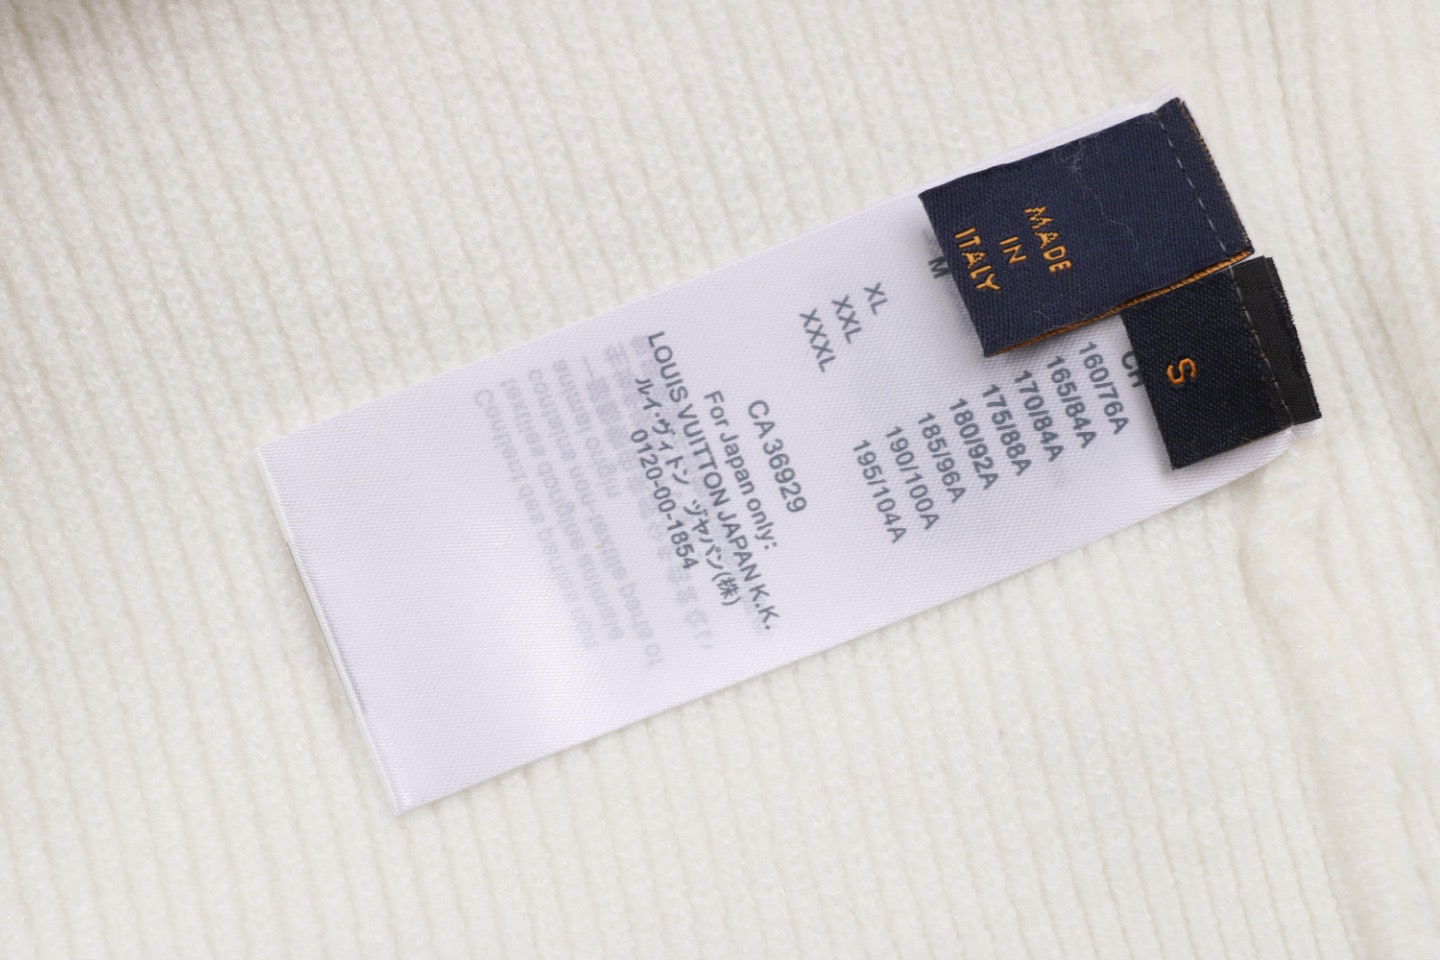 MADE
IN
ITALY
S
M
XL
XXL
XXXL
CH
160/76A
165/84A
170/84A
175/88A
180/92A
185/96A
190/100A
195/104A
CA 36929
For Japan only:
LOUIS VUITTON JAPAN K.K.
ルイ・ヴィトン ジャパン(株)
0120-00-1854